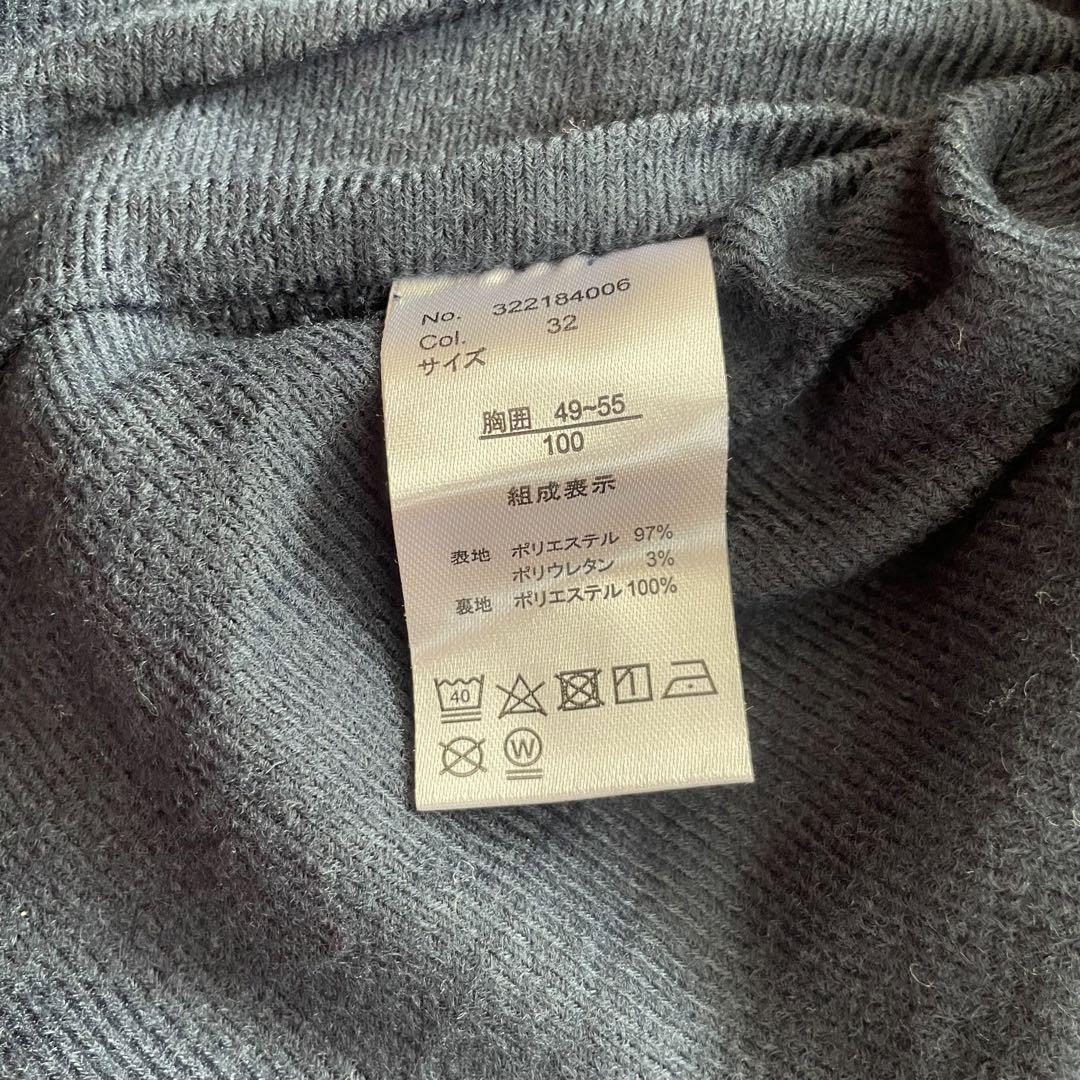 No. 322184006
Col. 32
サイズ
胸囲 49~55
100
組成表示
表地 ポリエステル 97%
ポリウレタン 3%
裏地 ポリエステル 100%
40
W